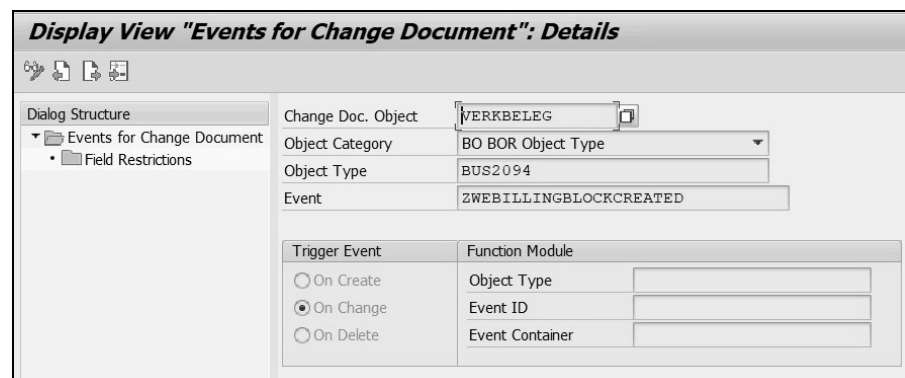 Display View "Events for Change Document": Details
Dialog Structure
Events for Change Document
Field Restrictions
Change Doc. Object VERKBELEG
Object Category BO BOR Object Type
Object Type BUS2094
Event ZWEBILLINGBLOCKCREATED
Trigger Event Function Module
On Create Object Type
On Change Event ID
On Delete Event Container